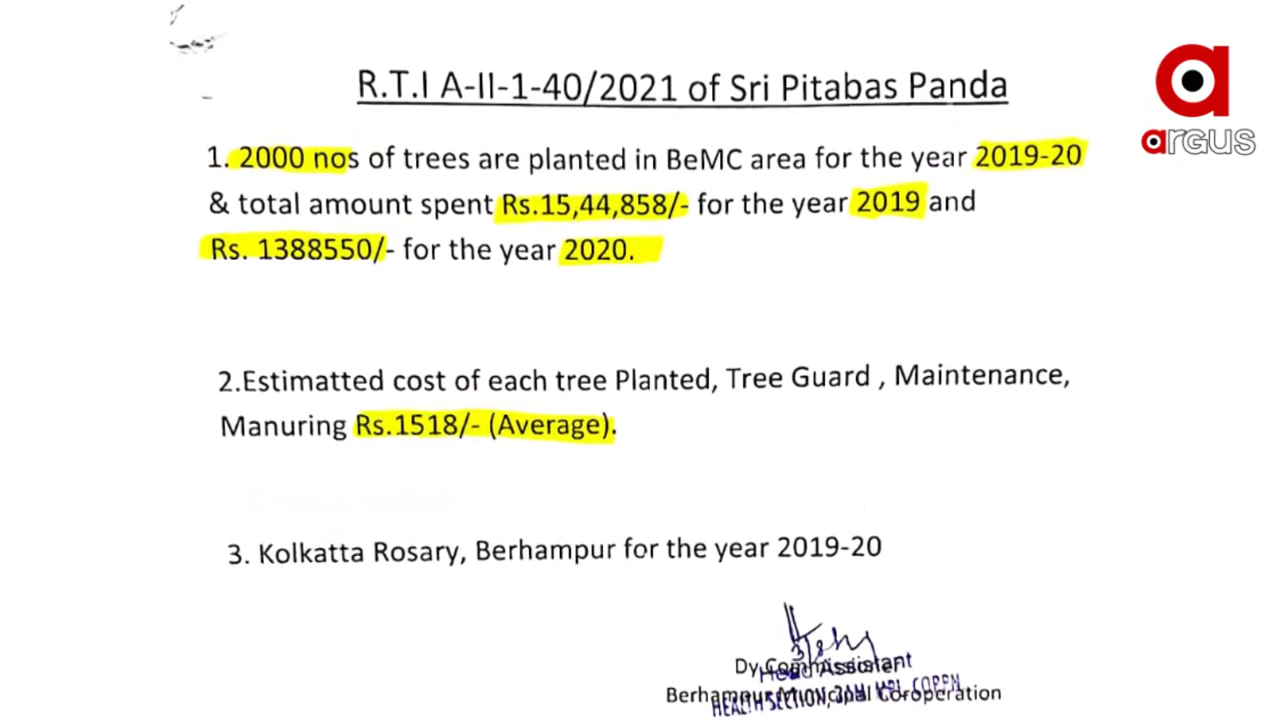 argus
R.T.I A-II-1-40/2021 of Sri Pitabas Panda
1. 2000 nos of trees are planted in BeMC area for the year 2019-20
& total amount spent Rs.15,44,858/- for the year 2019 and
Rs. 1388550/- for the year 2020.
2.Estimatted cost of each tree Planted, Tree Guard , Maintenance,
Manuring Rs.1518/- (Average).
3. Kolkatta Rosary, Berhampur for the year 2019-20
Dy
Head Assistant
Berhampur Municipal Co-operation
HEALTH SECTION,